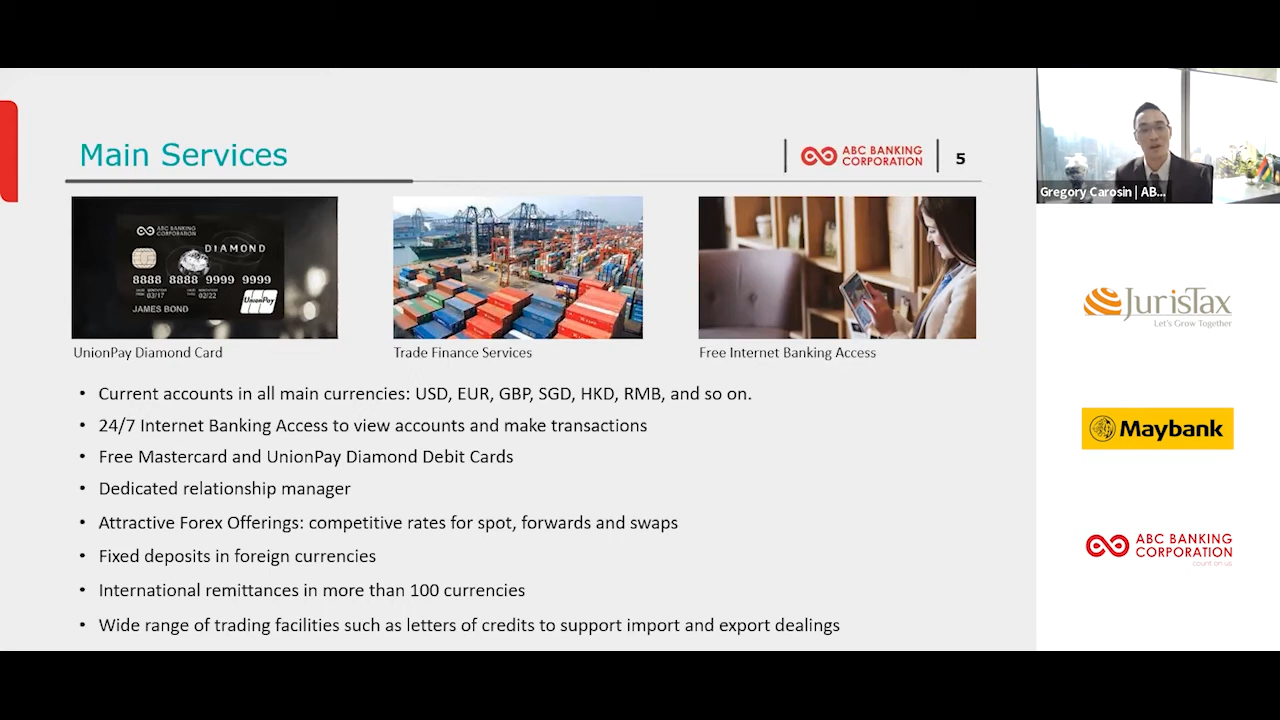 Main Services
ABC BANKING
CORPORATION
5
ABC BANKING
CORPORATION
DIAMOND
8888 8888 9999 9999
03/17
02/22
JAMES BOND
UnionPay
UnionPay Diamond Card
Trade Finance Services
Free Internet Banking Access
• Current accounts in all main currencies: USD, EUR, GBP, SGD, HKD, RMB, and so on.
• 24/7 Internet Banking Access to view accounts and make transactions
• Free Mastercard and UnionPay Diamond Debit Cards
• Dedicated relationship manager
• Attractive Forex Offerings: competitive rates for spot, forwards and swaps
• Fixed deposits in foreign currencies
• International remittances in more than 100 currencies
• Wide range of trading facilities such as letters of credits to support import and export dealings
Gregory Carosin | AB...
JurisTax
Let's Grow Together
Maybank
ABC BANKING
CORPORATION
count on us